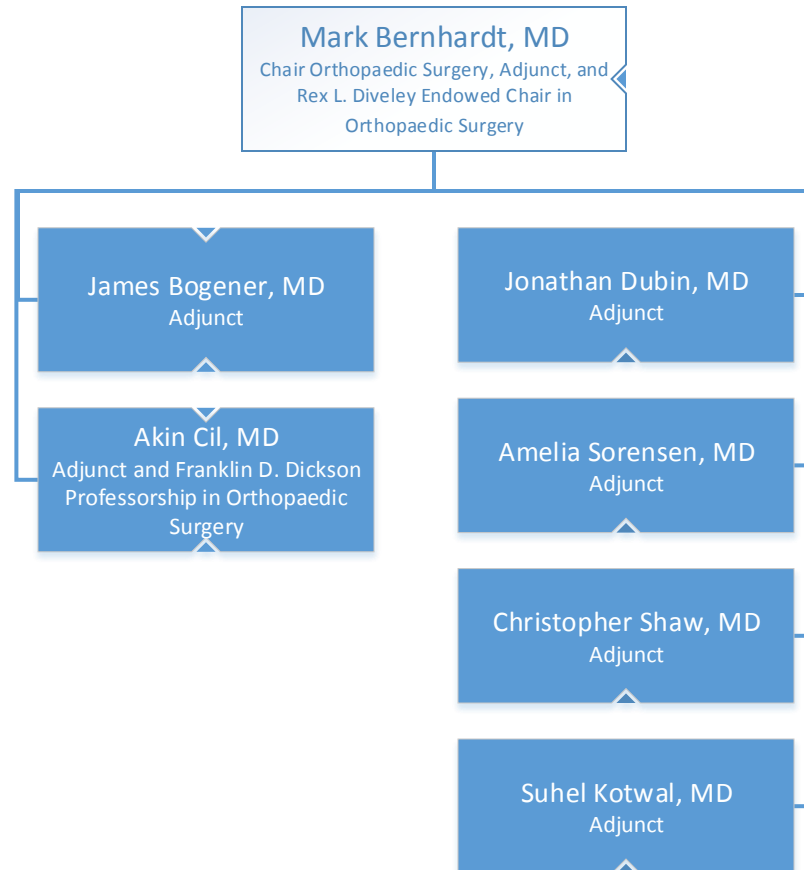 Mark Bernhardt, MD
Chair Orthopaedic Surgery, Adjunct, and
Rex L. Diveley Endowed Chair in
Orthopaedic Surgery
James Bogener, MD
Adjunct
Akin Cil, MD
Adjunct and Franklin D. Dickson
Professorship in Orthopaedic
Surgery
Jonathan Dubin, MD
Adjunct
Amelia Sorensen, MD
Adjunct
Christopher Shaw, MD
Adjunct
Suhel Kotwal, MD
Adjunct